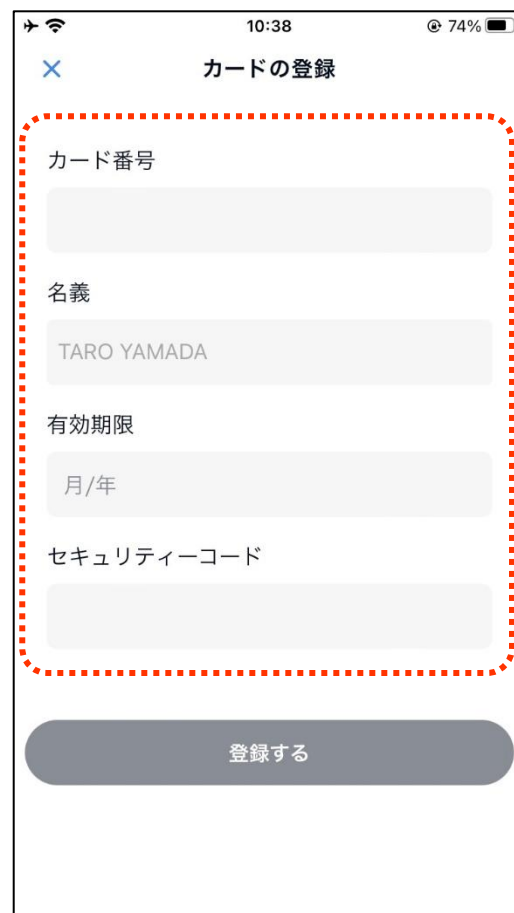 10:38
74%
カードの登録
カード番号
名義
TARO YAMADA
有効期限
月/年
セキュリティーコード
登録する